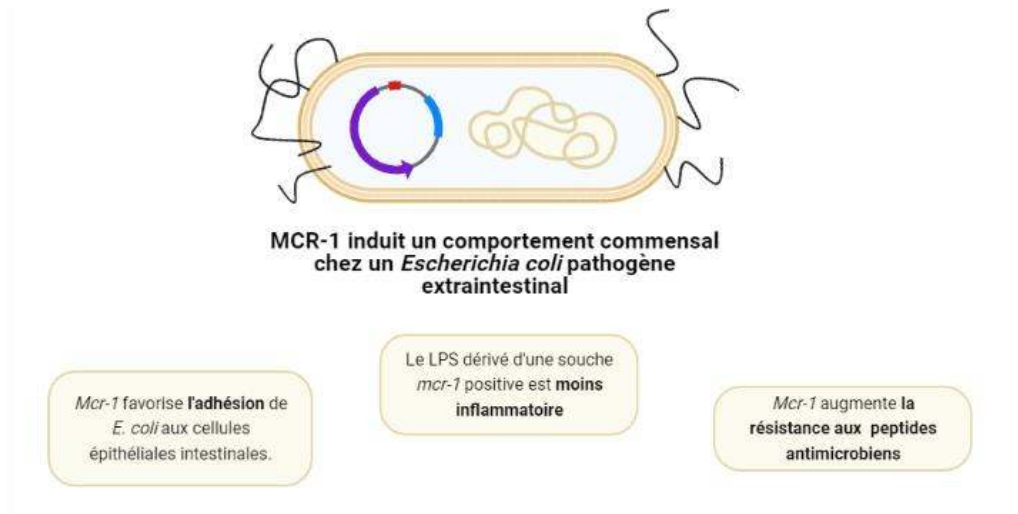 MCR-1 induit un comportement commensal
chez un Escherichia coli pathogène
extraintestinal
Mcr-1 favorise l'adhésion de
E. coli aux cellules
épithéliales intestinales.
Le LPS dérivé d'une souche
mcr-1 positive est moins
inflammatoire
Mcr-1 augmente la
résistance aux peptides
antimicrobiens